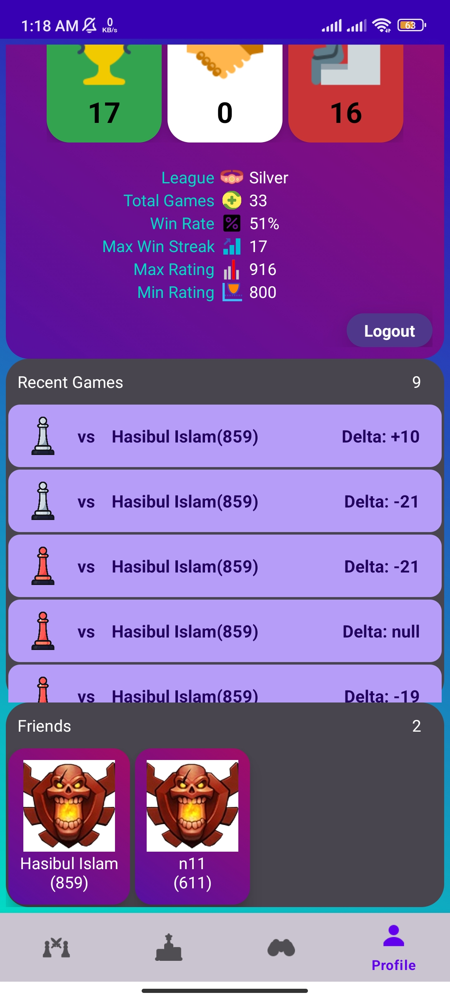 1:18 AM 0 KB/s 63
17 0 16
League Silver
Total Games 33
Win Rate 51%
Max Win Streak 17
Max Rating 916
Min Rating 800
Logout
Recent Games 9
vs Hasibul Islam(859) Delta: +10
vs Hasibul Islam(859) Delta: -21
vs Hasibul Islam(859) Delta: -21
vs Hasibul Islam(859) Delta: null
vs Hasibul Islam(859) Delta: -19
Friends 2
Hasibul Islam
(859)
n11
(611)
Profile